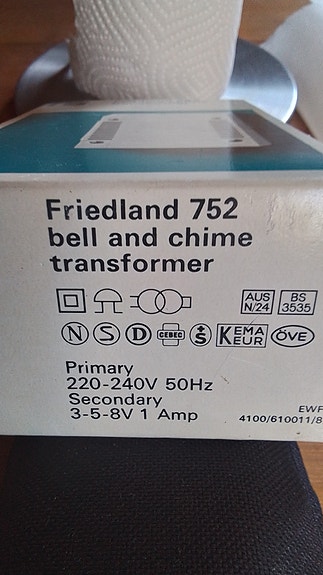 Friedland 752
bell and chime
transformer
AUS
N/24
BS
3535
N S D CEBEC +S KEMA
KEUR ÖVE
Primary
220-240V 50Hz
Secondary
3-5-8V 1 Amp
EWF
4100/610011/8